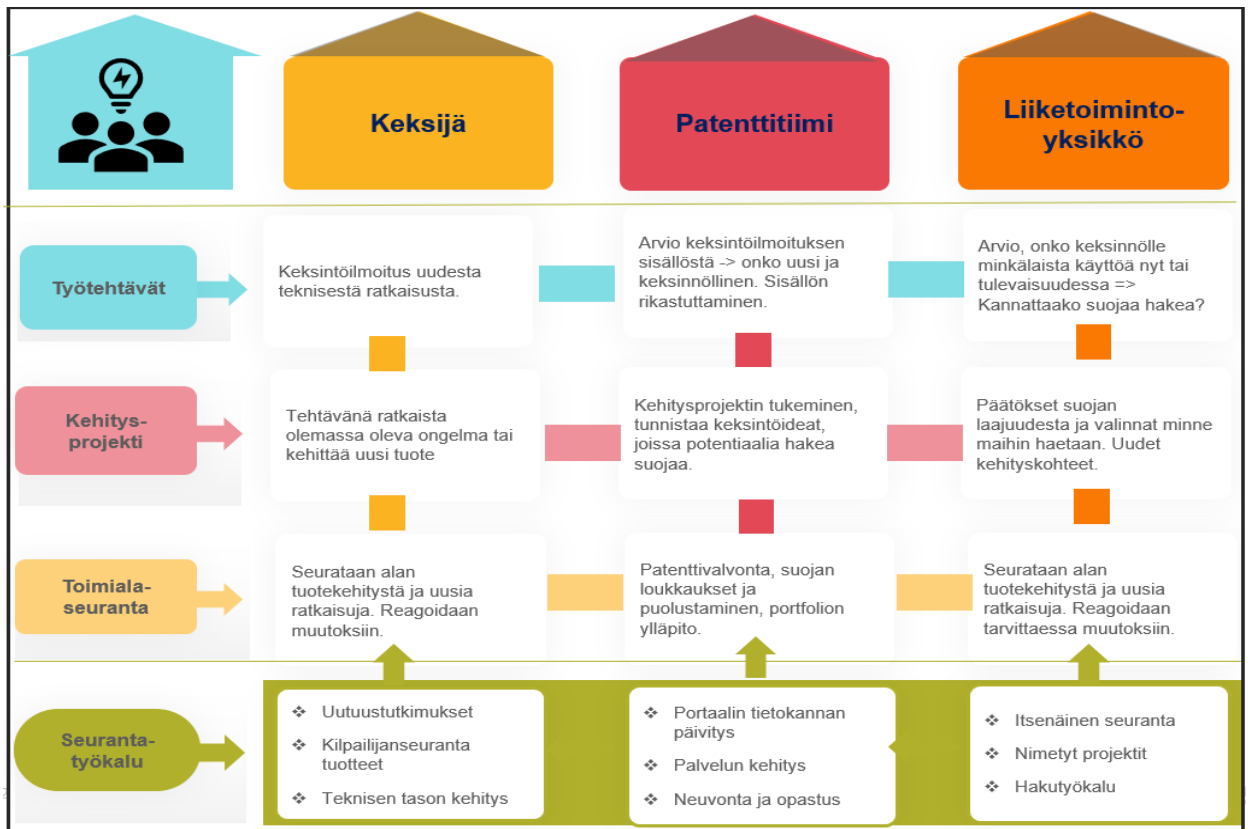 Keksijä
Patenttitiimi
Liiketoiminto-
yksikkö
Työtehtävät
Keksintöilmoitus uudesta
teknisestä ratkaisusta.
Arvio keksintöilmoituksen
sisällöstä -> onko uusi ja
keksinnöllinen. Sisällön
rikastuttaminen.
Arvio, onko keksinnölle
minkälaista käyttöä nyt tai
tulevaisuudessa =>
Kannattaako suojaa hakea?
Kehitys-
projekti
Tehtävänä ratkaista
olemassa oleva ongelma tai
kehittää uusi tuote
Kehitysprojektin tukeminen,
tunnistaa keksintöideat,
joissa potentiaalia hakea
suojaa.
Päätökset suojan
laajuudesta ja valinnat minne
maihin haetaan. Uudet
kehityskohteet.
Toimiala-
seuranta
Seurataan alan
tuotekehitystä ja uusia
ratkaisuja. Reagoidaan
muutoksiin.
Patenttivalvonta, suojan
loukkaukset ja
puolustaminen, portfolion
ylläpito.
Seurataan alan
tuotekehitystä ja uusia
ratkaisuja. Reagoidaan
tarvittaessa muutoksiin.
Seuranta-
työkalu
❖ Uutuustutkimukset
❖ Kilpailijanseuranta
tuotteet
❖ Teknisen tason kehitys
❖ Portaalin tietokannan
päivitys
❖ Palvelun kehitys
❖ Neuvonta ja opastus
❖ Itsenäinen seuranta
❖ Nimetyt projektit
❖ Hakutyökalu